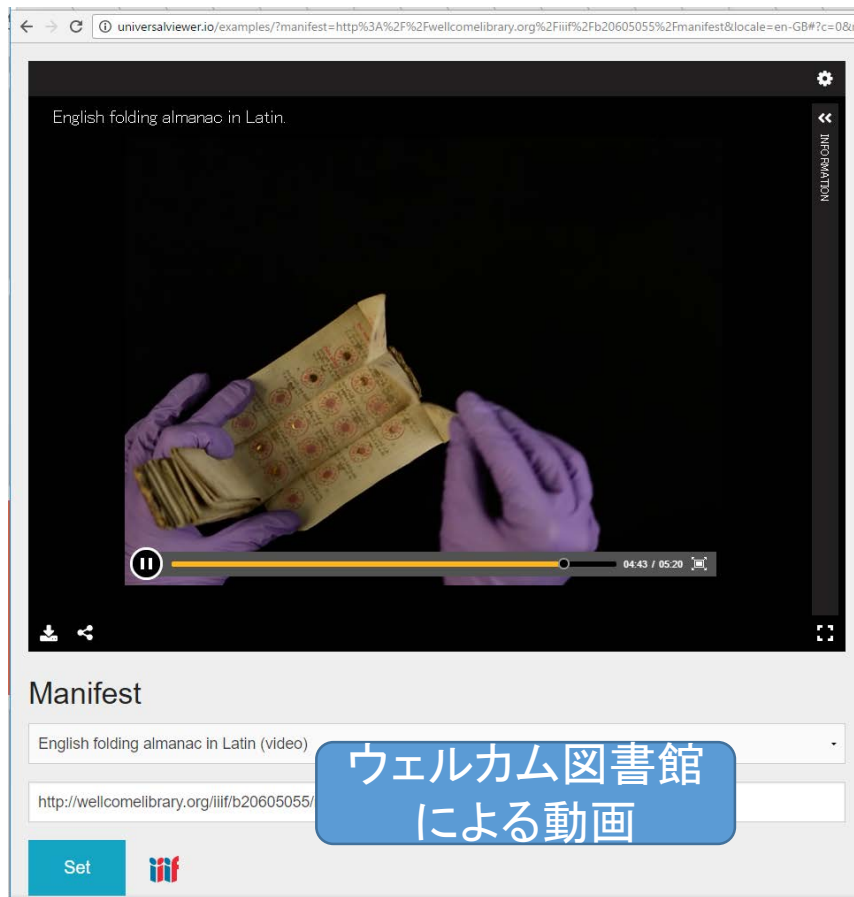 universalviewer.io/examples/?manifest=http%3A%2F%2Fwellcomelibrary.org%2Fiiif%2Fb20605055%2Fmanifest&locale=en-GB#?c=0&
English folding almanac in Latin.
INFORMATION
04:43 / 05:20
Manifest
English folding almanac in Latin (video)
http://wellcomelibrary.org/iiif/b20605055/
ウェルカム図書館
による動画
Set
iiif